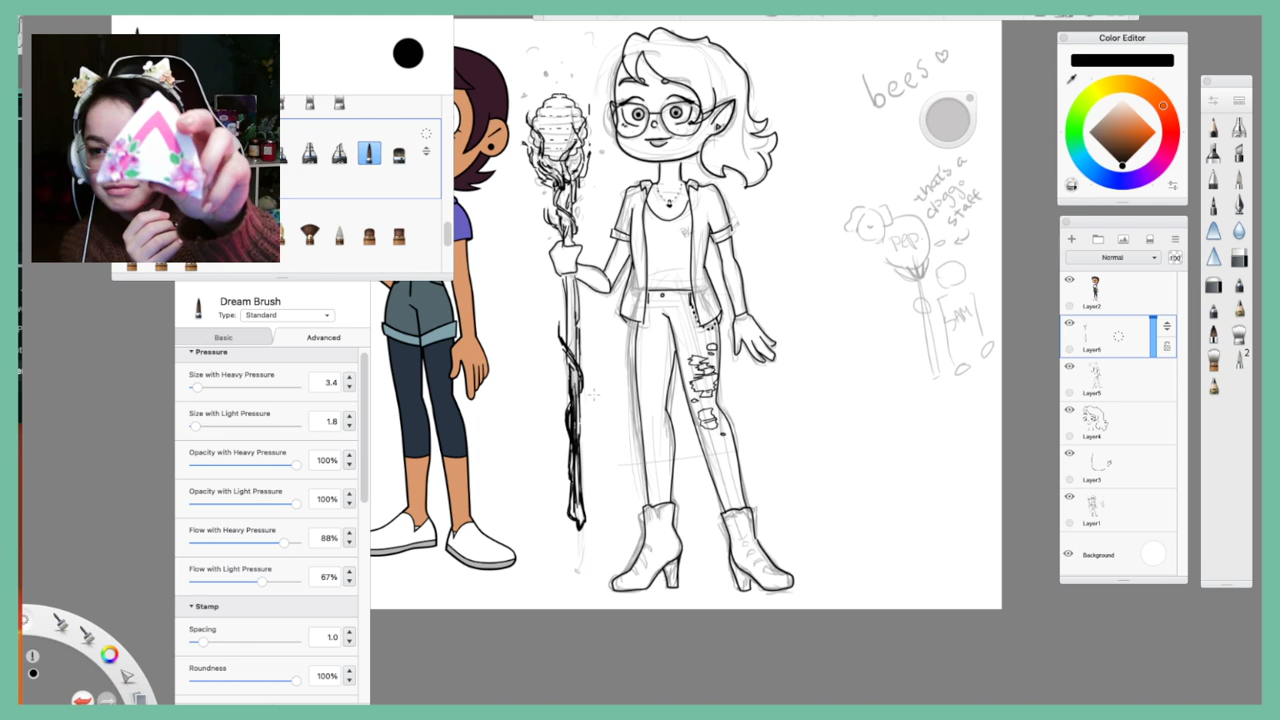 Color Editor
bees
that's a
doggo
staff
pep.
Normal
Layer2
Layer6
Layer5
Layer4
2
Layer3
Layer1
Background
Dream Brush
Type: Standard
Basic
Advanced
Pressure
Size with Heavy Pressure
3.4
Size with Light Pressure
1.8
Opacity with Heavy Pressure
100%
Opacity with Light Pressure
100%
Flow with Heavy Pressure
88%
Flow with Light Pressure
67%
Stamp
Spacing
1.0
Roundness
100%